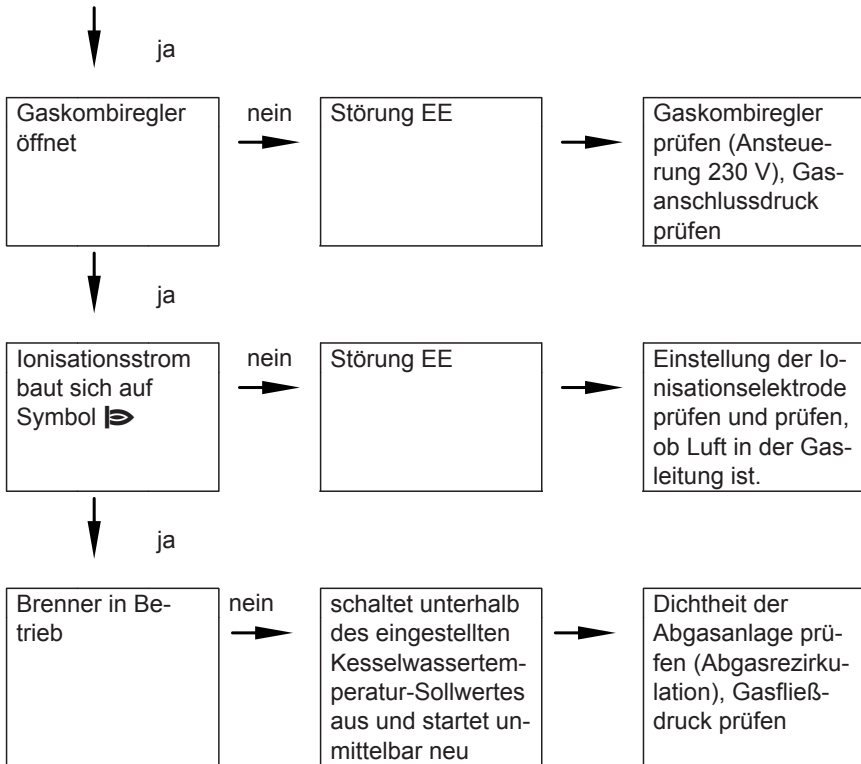 ja
Gaskombiregler
öffnet
nein
Störung EE
Gaskombiregler
prüfen (Ansteue-
rung 230 V), Gas-
anschlussdruck
prüfen
ja
Ionisationsstrom
baut sich auf
Symbol
nein
Störung EE
Einstellung der Io-
nisationselektrode
prüfen und prüfen,
ob Luft in der Gas-
leitung ist.
ja
Brenner in Be-
trieb
nein
schaltet unterhalb
des eingestellten
Kesselwassertem-
peratur-Sollwertes
aus und startet un-
mittelbar neu
Dichtheit der
Abgasanlage prü-
fen (Abgasrezirku-
lation), Gasfließ-
druck prüfen